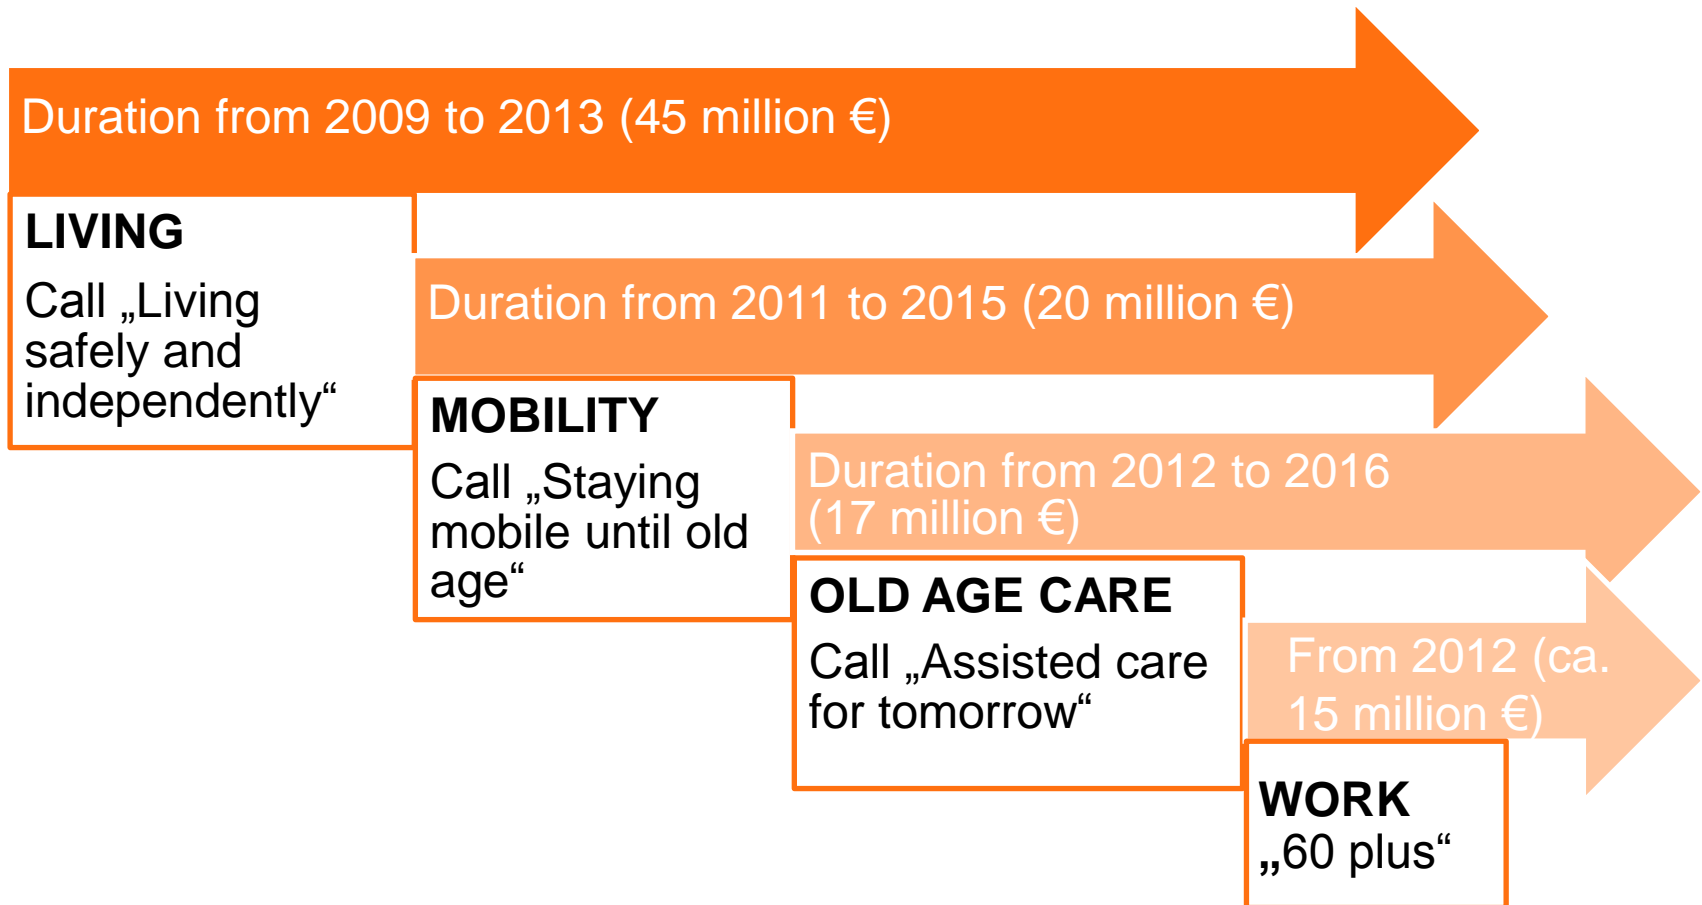 Duration from 2009 to 2013 (45 million €)
LIVING
Call „Living
safely and
independently“
Duration from 2011 to 2015 (20 million €)
MOBILITY
Call „Staying
mobile until old
age“
Duration from 2012 to 2016
(17 million €)
OLD AGE CARE
Call „Assisted care
for tomorrow“
From 2012 (ca.
15 million €)
WORK
„60 plus“